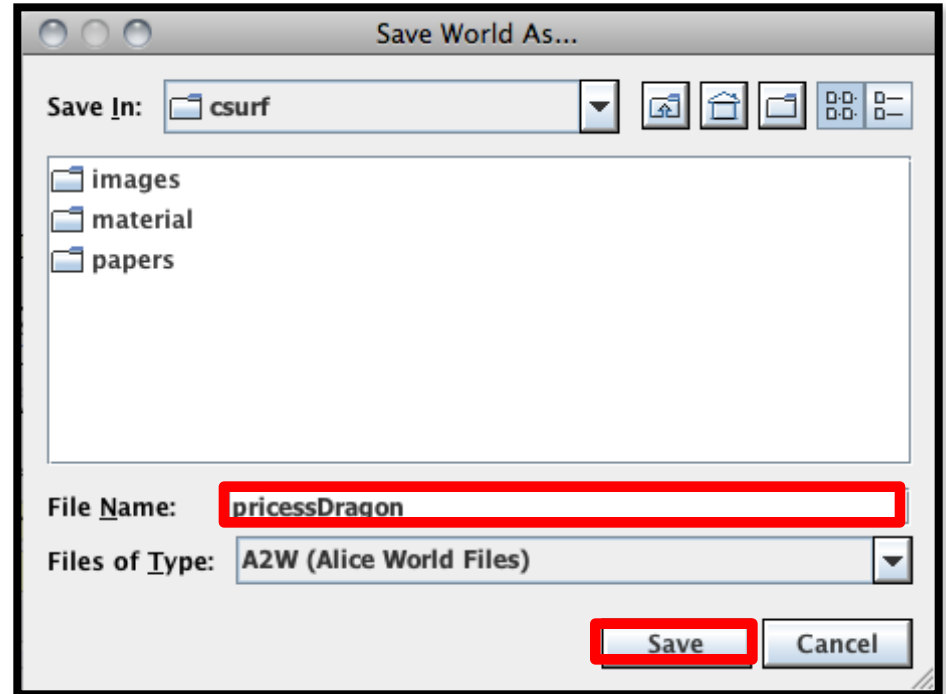 Save World As...
Save In: csurf
images
material
papers
File Name: pricessDragon
Files of Type: A2W (Alice World Files)
Save Cancel